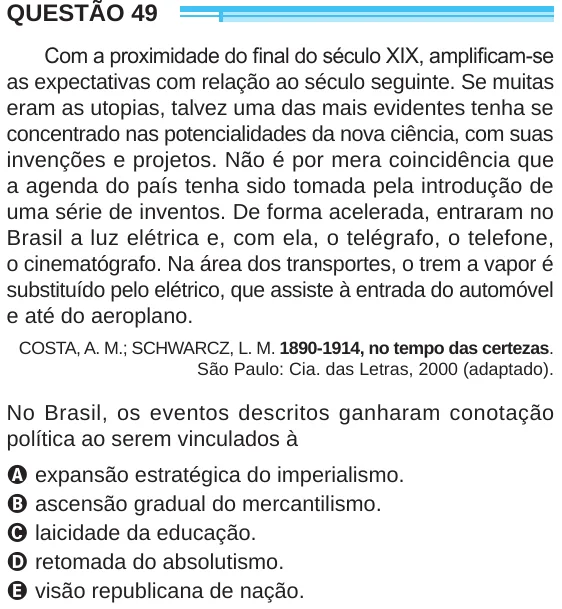 QUESTÃO 49
Com a proximidade do final do século XIX, amplificam-se
as expectativas com relação ao século seguinte. Se muitas
eram as utopias, talvez uma das mais evidentes tenha se
concentrado nas potencialidades da nova ciência, com suas
invenções e projetos. Não é por mera coincidência que
a agenda do país tenha sido tomada pela introdução de
uma série de inventos. De forma acelerada, entraram no
Brasil a luz elétrica e, com ela, o telégrafo, o telefone,
o cinematógrafo. Na área dos transportes, o trem a vapor é
substituído pelo elétrico, que assiste à entrada do automóvel
e até do aeroplano.
COSTA, A. M.; SCHWARCZ, L. M. 1890-1914, no tempo das certezas.
São Paulo: Cia. das Letras, 2000 (adaptado).
No Brasil, os eventos descritos ganharam conotação
política ao serem vinculados à
A expansão estratégica do imperialismo.
B ascensão gradual do mercantilismo.
C laicidade da educação.
D retomada do absolutismo.
E visão republicana de nação.